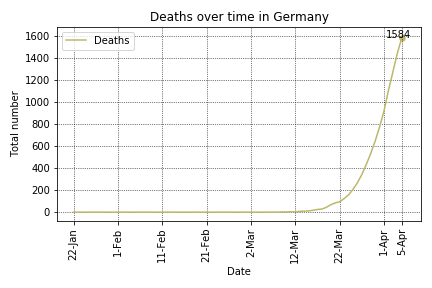 Deaths over time in Germany
Deaths
1584
Total number
1600
1400
1200
1000
800
600
400
200
0
22-Jan
1-Feb
11-Feb
21-Feb
2-Mar
12-Mar
22-Mar
1-Apr
5-Apr
Date